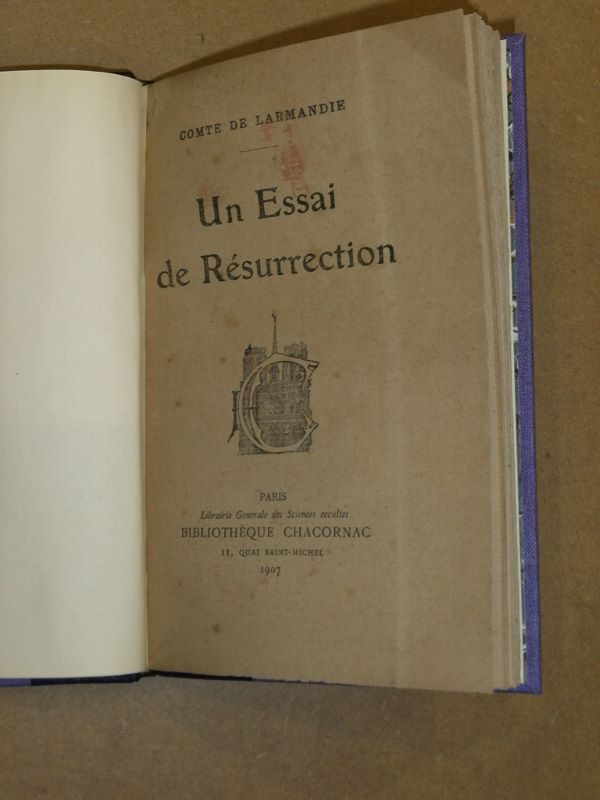 COMTE DE LARMANDIE
Un Essai
de Résurrection
PARIS
Librairie Generale des Sciences occultes
BIBLIOTHÈQUE CHACORNAC
11, QUAI SAINT-MICHEL
1907